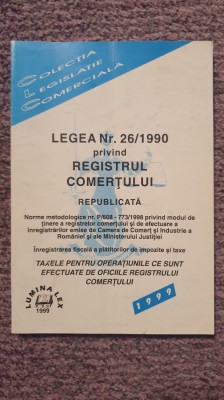 COLECȚIA
LEGISLAȚIE
COMERCIALĂ
LEGEA Nr. 26/1990
privind
REGISTRUL
COMERȚULUI
REPUBLICATĂ
Norme metodologice nr. P/608 - 773/1998 privind modul de
ținere a registrelor comerțului și de efectuare a
înregistrărilor emise de Camera de Comerț și Industrie a
României și ale Ministerului Justiției
Înregistrarea fiscală a plătitorilor de impozite și taxe
TAXELE PENTRU OPERAȚIUNILE CE SUNT
EFECTUATE DE OFICIILE REGISTRULUI
COMERȚULUI
LUMINA LEX
1999
1999